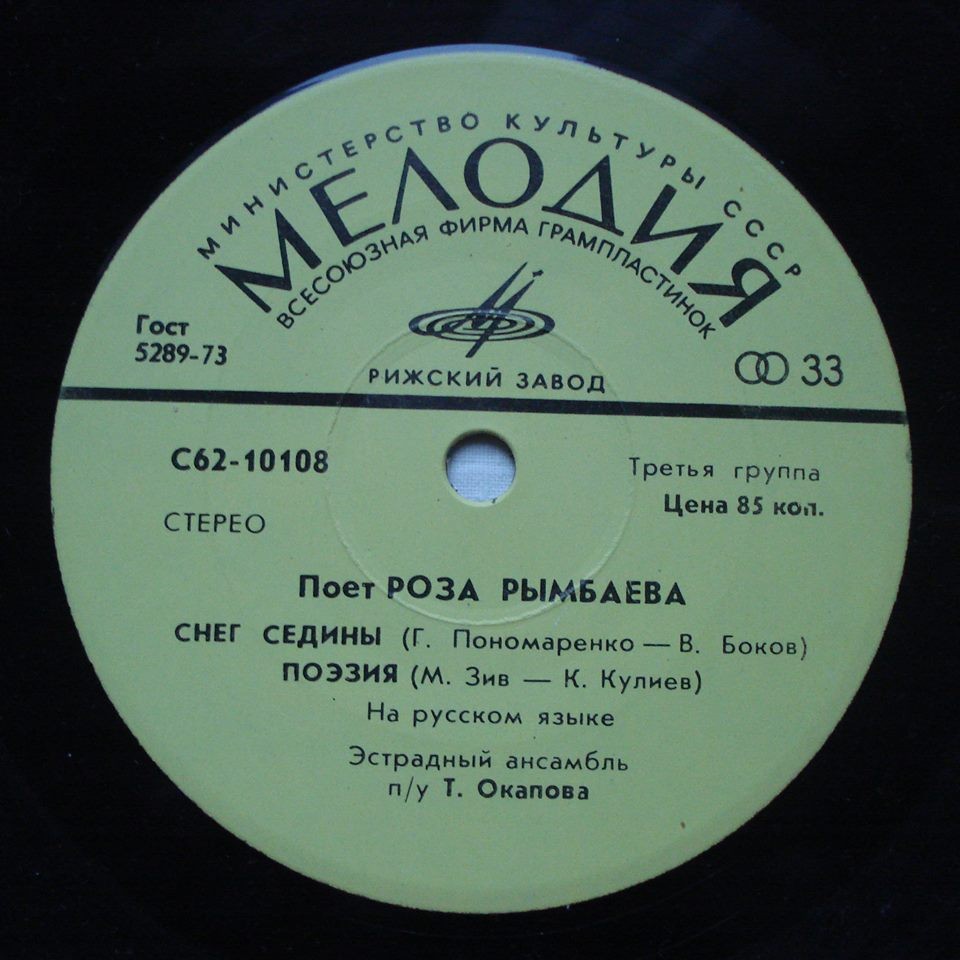 МИНИСТЕРСТВО КУЛЬТУРЫ СССР
МЕЛОДИЯ
ВСЕСОЮЗНАЯ ФИРМА ГРАМПЛАСТИНОК
Гост
5289-73
РИЖСКИЙ ЗАВОД
33
С62-10108
Третья группа
Цена 85 коп.
СТЕРЕО
Поет РОЗА РЫМБАЕВА
СНЕГ СЕДИНЫ (Г. Пономаренко — В. Боков)
ПОЭЗИЯ (М. Зив — К. Кулиев)
На русском языке
Эстрадный ансамбль
п/у Т. Окапова